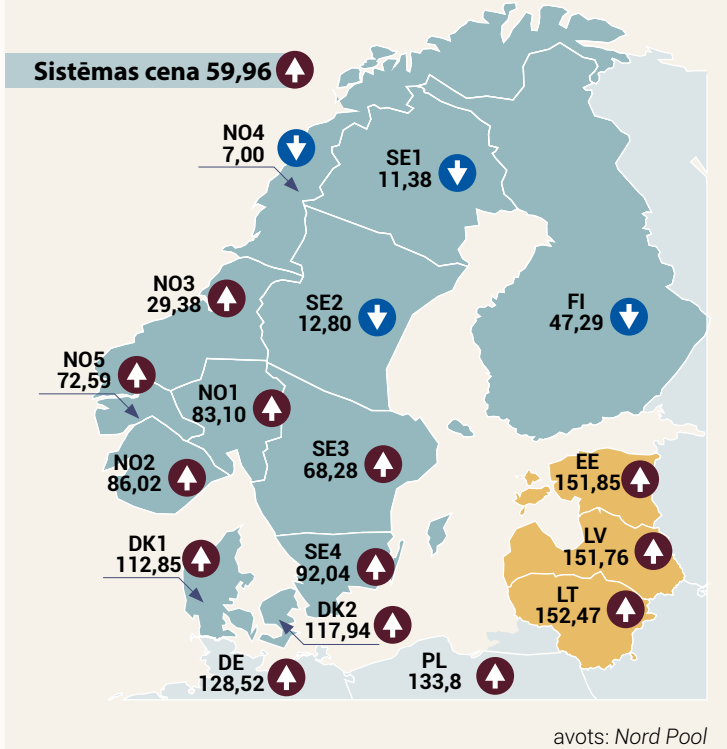 Sistēmas cena 59,96
NO4
7,00
SE1
11,38
NO3
29,38
SE2
12,80
FI
47,29
NO5
72,59
NO1
83,10
NO2
86,02
SE3
68,28
EE
151,85
LV
151,76
LT
152,47
DK1
112,85
SE4
92,04
DK2
117,94
DE
128,52
PL
133,8
avots: Nord Pool